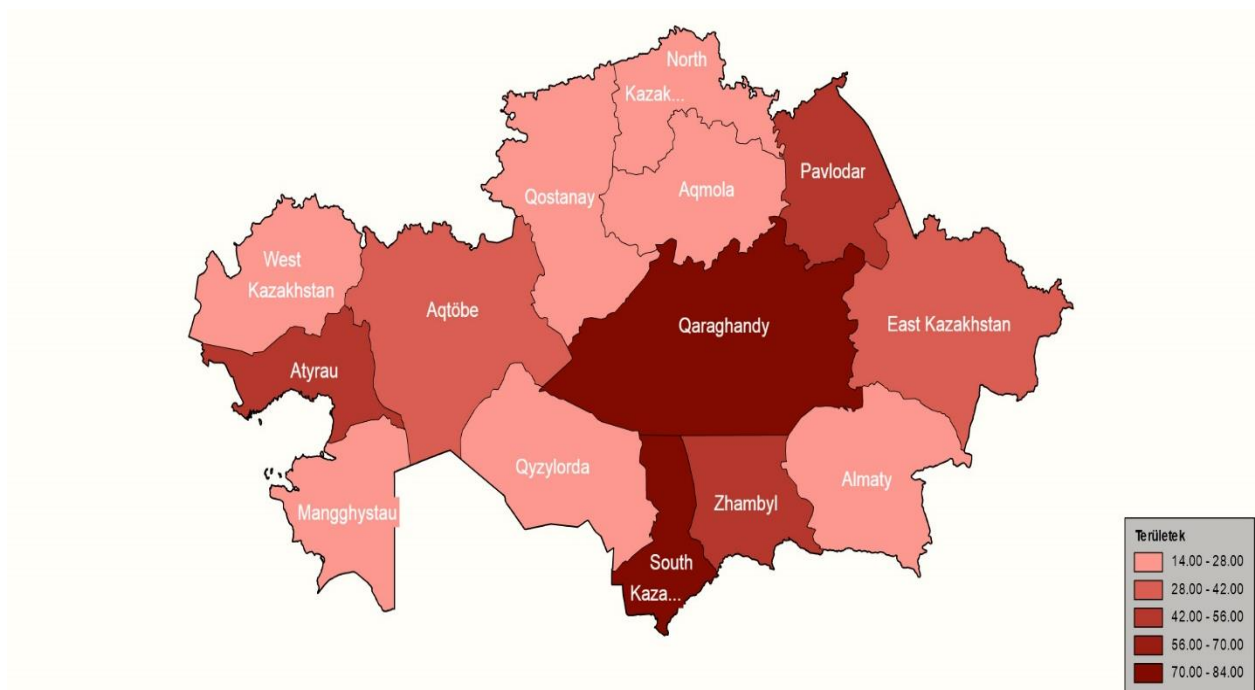 North
Kazak...
Pavlodar
Qostanay
Aqmola
West
Kazakhstan
Aqtöbe
Qaraghandy
East Kazakhstan
Atyrau
Qyzylorda
Almaty
Zhambyl
Mangghystau
South
Kaza...
Területek
14.00 - 28.00
28.00 - 42.00
42.00 - 56.00
56.00 - 70.00
70.00 - 84.00